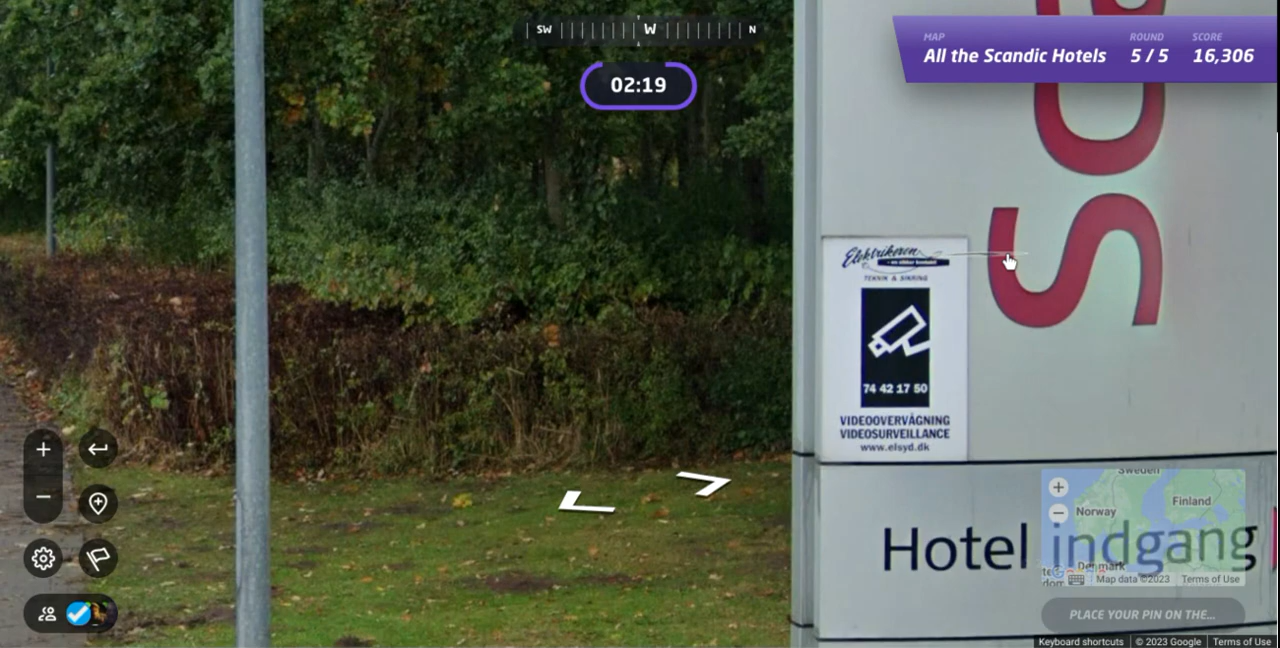 SW W N
02:19
MAP ROUND SCORE
All the Scandic Hotels 5 / 5 16,306
Elektrikeren
TEKNIK & SIKRING
74 42 17 50
VIDEOOVERVÅGNING
VIDEOSURVEILLANCE
www.elsyd.dk
Hotel indgang
Sweden
Finland
Norway
Denmark
Map data ©2023 Terms of Use
PLACE YOUR PIN ON THE...
Keyboard shortcuts © 2023 Google Terms of Use